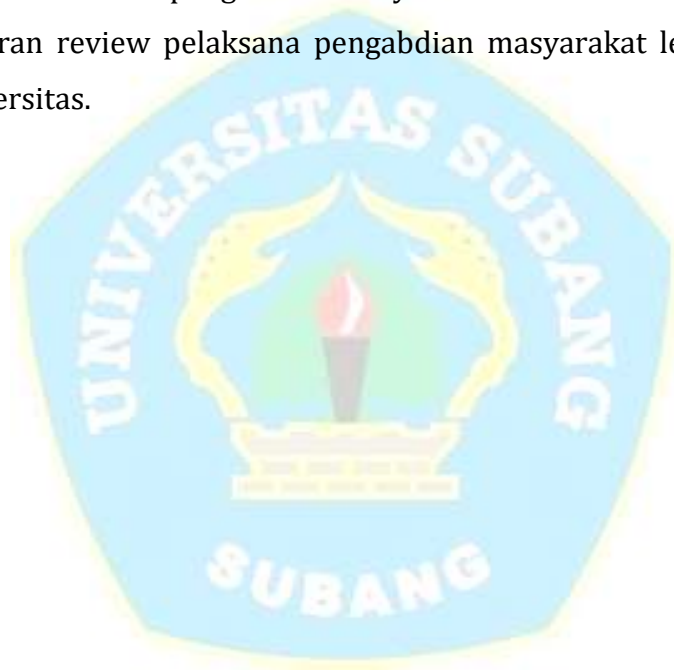 ran review pelaksana pengabdian masyarakat le
ersitas.
UNIVERSITAS SUBANG
SUBANG